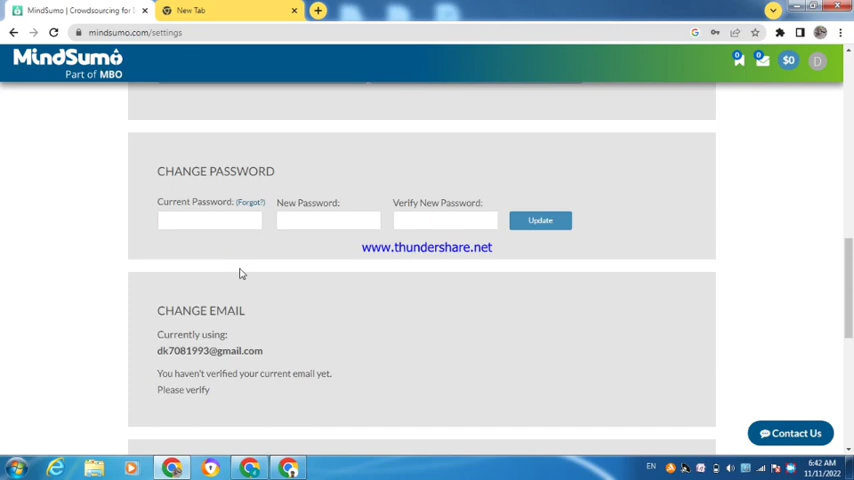 MindSumo | Crowdsourcing for I
New Tab
mindsumo.com/settings
MindSumo
Part of MBO
0
0
$0
D
CHANGE PASSWORD
Current Password: (Forgot?)
New Password:
Verify New Password:
Update
www.thundershare.net
CHANGE EMAIL
Currently using:
dk7081993@gmail.com
You haven't verified your current email yet.
Please verify
Contact Us
EN
6:42 AM
11/11/2022